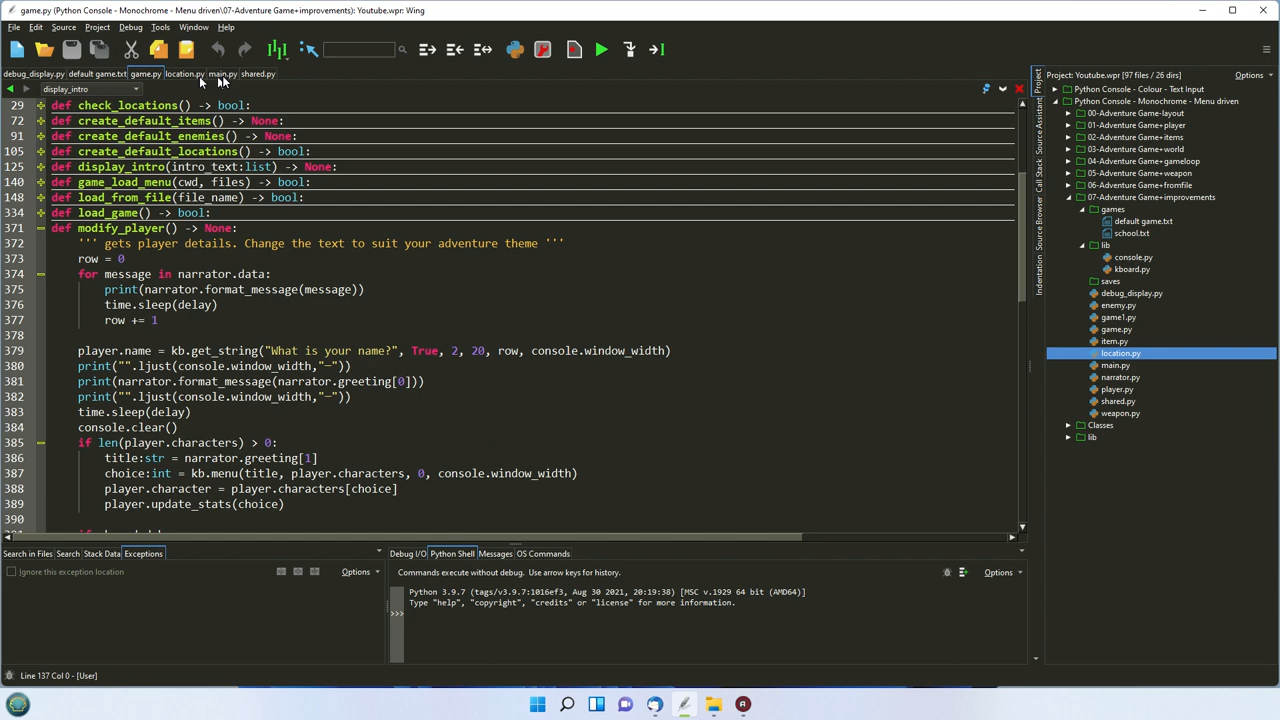 game.py (Python Console - Monochrome - Menu driven\07-Adventure Game+improvements): Youtube.wpr: Wing
File Edit Source Project Debug Tools Window Help
debug_display.py default game.txt game.py location.py main.py shared.py
display_intro
29 def check_locations() -> bool:
72 def create_default_items() -> None:
91 def create_default_enemies() -> None:
105 def create_default_locations() -> bool:
125 def display_intro(intro_text:list) -> None:
140 def game_load_menu(cwd, files) -> bool:
148 def load_from_file(file_name) -> bool:
334 def load_game() -> bool:
371 def modify_player() -> None:
372 ''' gets player details. Change the text to suit your adventure theme '''
373 row = 0
374 for message in narrator.data:
375 print(narrator.format_message(message))
376 time.sleep(delay)
377 row += 1
378
379 player.name = kb.get_string("What is your name?", True, 2, 20, row, console.window_width)
380 print("".ljust(console.window_width,"─"))
381 print(narrator.format_message(narrator.greeting[0]))
382 print("".ljust(console.window_width,"─"))
383 time.sleep(delay)
384 console.clear()
385 if len(player.characters) > 0:
386 title:str = narrator.greeting[1]
387 choice:int = kb.menu(title, player.characters, 0, console.window_width)
388 player.character = player.characters[choice]
389 player.update_stats(choice)
390
Project: Youtube.wpr [97 files / 26 dirs] Options
Python Console - Colour - Text Input
Python Console - Monochrome - Menu driven
00-Adventure Game-layout
01-Adventure Game+player
02-Adventure Game+items
03-Adventure Game+world
04-Adventure Game+gameloop
05-Adventure Game+weapon
06-Adventure Game+fromfile
07-Adventure Game+improvements
games
default game.txt
school.txt
lib
console.py
kboard.py
saves
debug_display.py
enemy.py
game1.py
game.py
item.py
location.py
main.py
narrator.py
player.py
shared.py
weapon.py
Classes
lib
Project
Source Assistant
Call Stack
Source Browser
Indentation
Search in Files Search Stack Data Exceptions
Ignore this exception location Options
Debug I/O Python Shell Messages OS Commands
Commands execute without debug. Use arrow keys for history. Options
Python 3.9.7 (tags/v3.9.7:1016ef3, Aug 30 2021, 20:19:38) [MSC v.1929 64 bit (AMD64)]
Type "help", "copyright", "credits" or "license" for more information.
>>>
Line 137 Col 0 - [User]